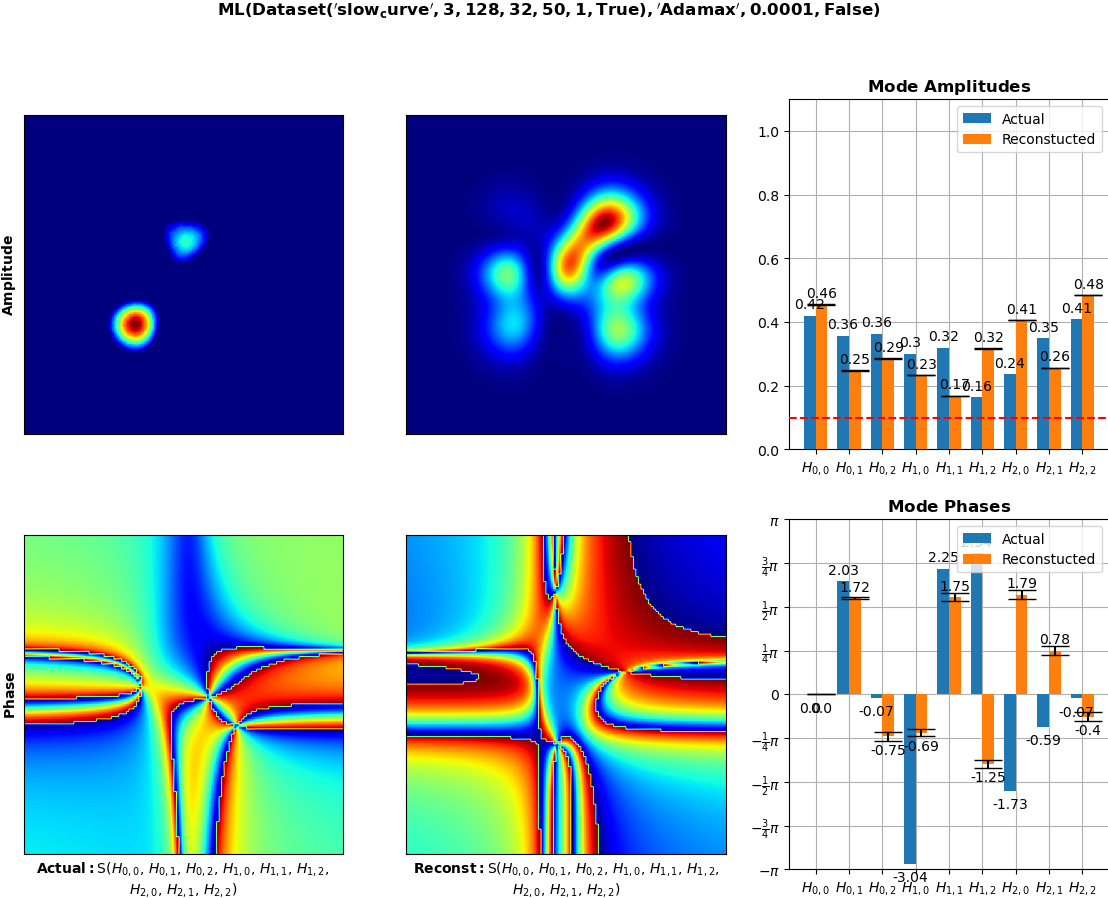 ML(Dataset('slow_curve', 3, 128, 32, 50, 1, True), 'Adamax', 0.0001, False)
Amplitude
Mode Amplitudes
Actual
Reconstucted
1.0
0.8
0.6
0.4
0.2
0.0
0.42
0.46
0.36
0.25
0.36
0.29
0.3
0.23
0.32
0.17
0.16
0.32
0.24
0.41
0.35
0.26
0.41
0.48
H0,0 H0,1 H0,2 H1,0 H1,1 H1,2 H2,0 H2,1 H2,2
Phase
Mode Phases
Actual
Reconstucted
π
3/4π
1/2π
1/4π
0
−1/4π
−1/2π
−3/4π
−π
0.0
0.0
2.03
1.72
-0.07
-0.75
-3.04
-0.69
2.25
1.75
-1.25
-1.73
1.79
-0.59
0.78
-0.07
-0.4
H0,0 H0,1 H0,2 H1,0 H1,1 H1,2 H2,0 H2,1 H2,2
Actual: S(H0,0, H0,1, H0,2, H1,0, H1,1, H1,2,
H2,0, H2,1, H2,2)
Reconst: S(H0,0, H0,1, H0,2, H1,0, H1,1, H1,2,
H2,0, H2,1, H2,2)